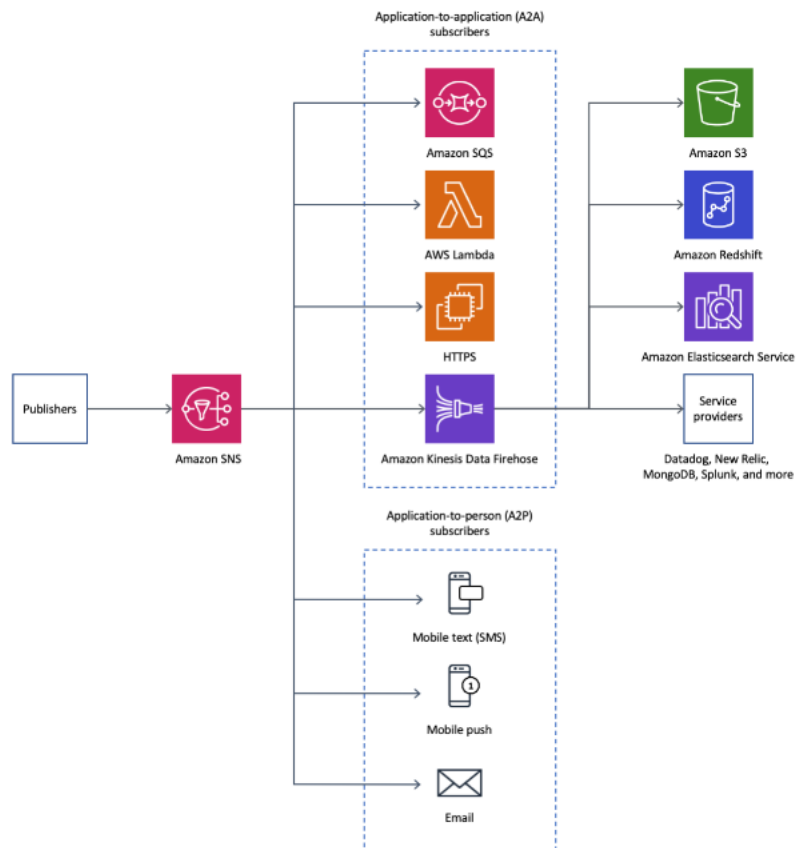 Application-to-application (A2A)
subscribers
Amazon SQS
Amazon S3
AWS Lambda
Amazon Redshift
HTTPS
Amazon Elasticsearch Service
Publishers
Amazon SNS
Amazon Kinesis Data Firehose
Service
providers
Datadog, New Relic,
MongoDB, Splunk, and more
Application-to-person (A2P)
subscribers
Mobile text (SMS)
1
Mobile push
Email